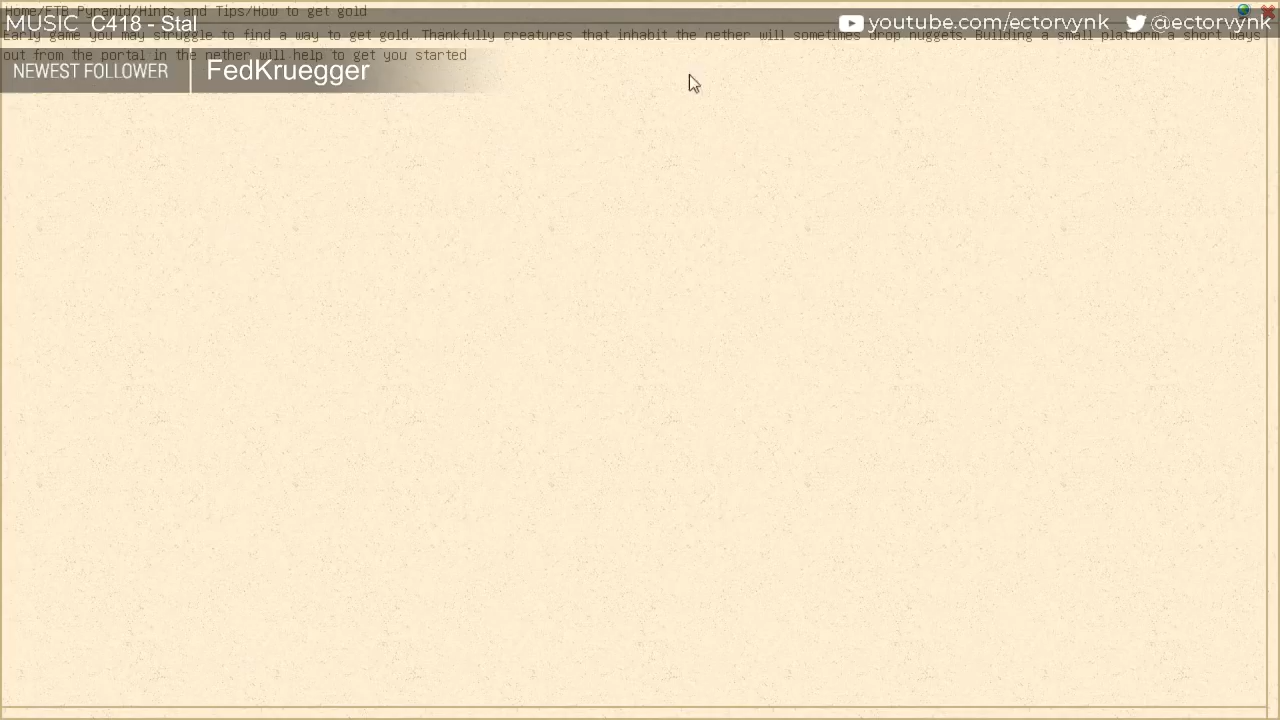 Home/FTB Pyramid/Hints and Tips/How to get gold
MUSIC C418 - Stal
youtube.com/ectorvynk
@ectorvynk
Early game you may struggle to find a way to get gold. Thankfully creatures that inhabit the nether will sometimes drop nuggets. Building a small platform a short ways
out from the portal in the nether will help to get you started
NEWEST FOLLOWER
FedKruegger